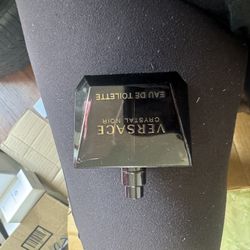 VERSACE
CRYSTAL NOIR
EAU DE TOILETTE